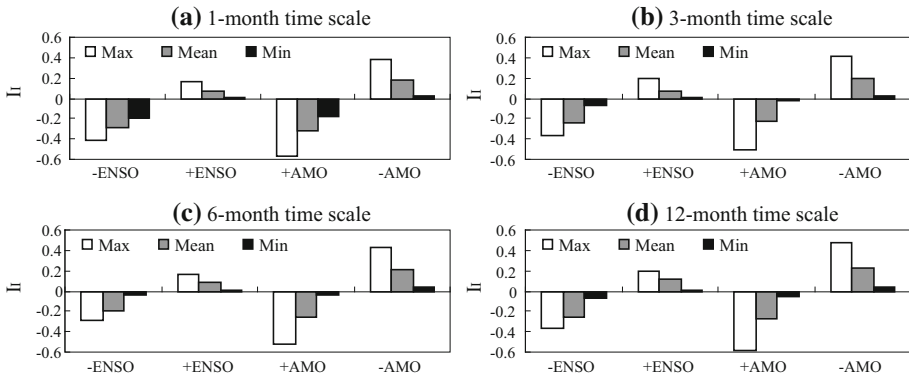 (a) 1-month time scale
0.6
0.4
0.2
0
-0.2
-0.4
-0.6
I_I
Max Mean Min
-ENSO +ENSO +AMO -AMO
(b) 3-month time scale
0.6
0.4
0.2
0
-0.2
-0.4
-0.6
I_I
Max Mean Min
-ENSO +ENSO +AMO -AMO
(c) 6-month time scale
0.6
0.4
0.2
0
-0.2
-0.4
-0.6
I_I
Max Mean Min
-ENSO +ENSO +AMO -AMO
(d) 12-month time scale
0.6
0.4
0.2
0
-0.2
-0.4
-0.6
I_I
Max Mean Min
-ENSO +ENSO +AMO -AMO